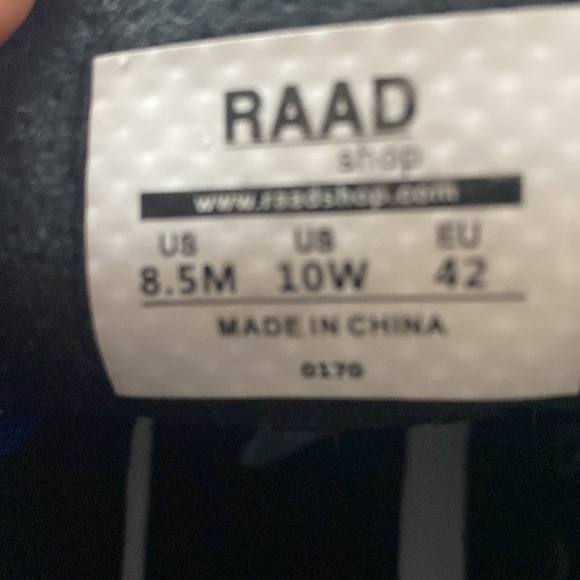 RAAD
shop
www.raadshop.com
US US EU
8.5M 10W 42
MADE IN CHINA
0170